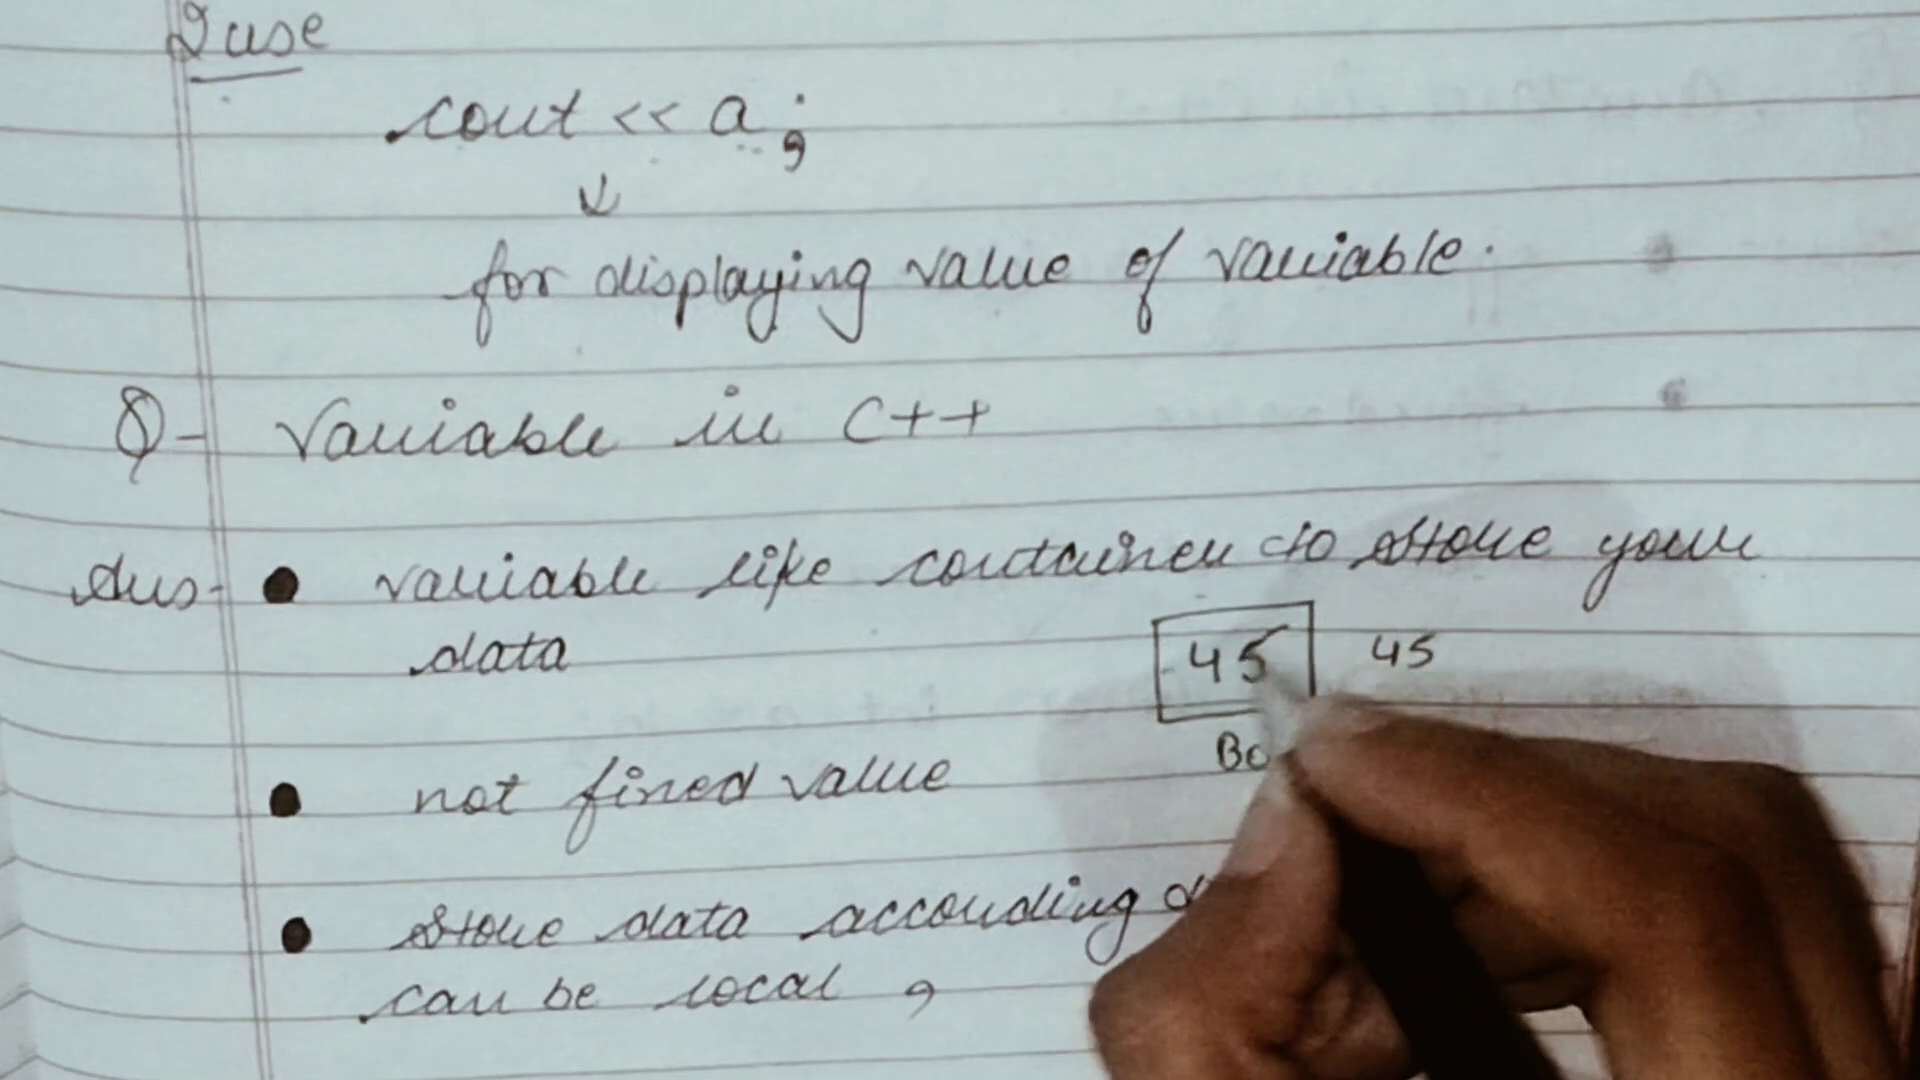 use
cout << a ;
for displaying value of variable.
Q- Variable in C++
Ans- ● variable like container to store your
data
45 45
● not fixed value
● store data according
can be local ,